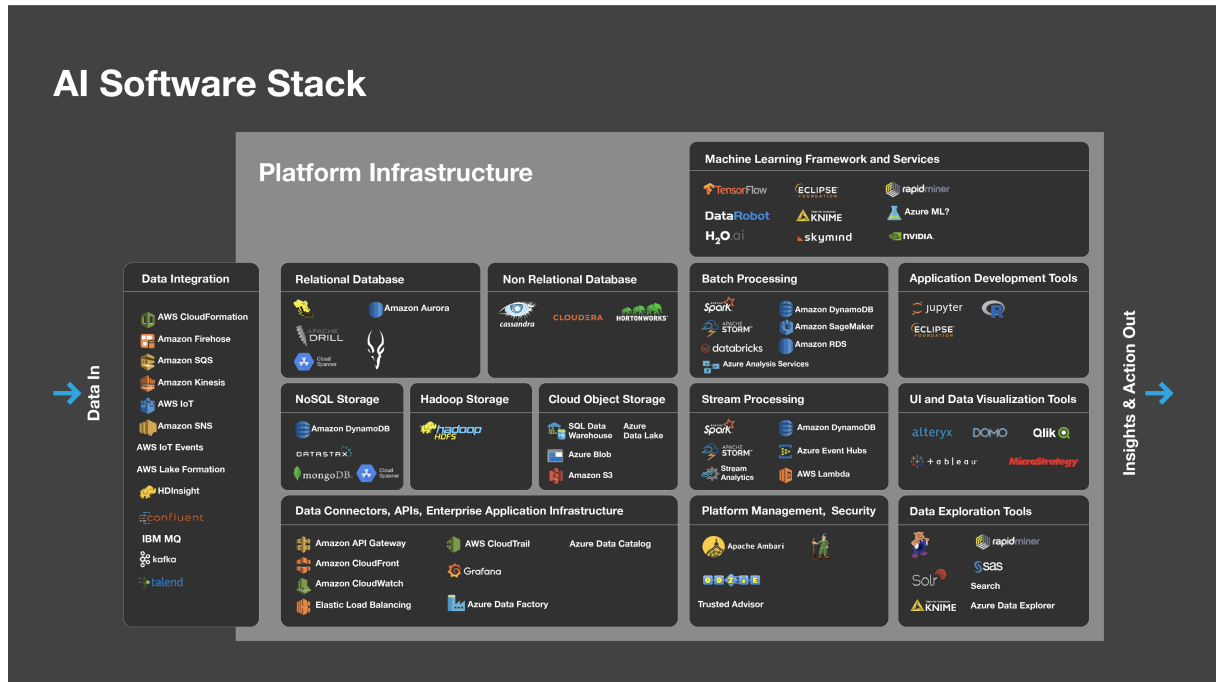 AI Software Stack
Platform Infrastructure
Data In
Data Integration
AWS CloudFormation
Amazon Firehose
Amazon SQS
Amazon Kinesis
AWS IoT
Amazon SNS
AWS IoT Events
AWS Lake Formation
HDInsight
confluent
IBM MQ
kafka
talend
Machine Learning Framework and Services
TensorFlow
ECLIPSE
FOUNDATION
rapidminer
DataRobot
KNIME
Azure ML?
H2O.ai
skymind
NVIDIA.
Relational Database
Amazon Aurora
APACHE
DRILL
Cloud
Spanner
Non Relational Database
cassandra
CLOUDERA
HORTONWORKS
Batch Processing
APACHE
Spark
Amazon DynamoDB
APACHE
STORM
Amazon SageMaker
databricks
Amazon RDS
Azure Analysis Services
Application Development Tools
jupyter
R
ECLIPSE
FOUNDATION
NoSQL Storage
Amazon DynamoDB
DATASTAX
mongoDB.
Cloud
Spanner
Hadoop Storage
hadoop
HDFS
Cloud Object Storage
SQL Data
Warehouse
Azure
Data Lake
Azure Blob
Amazon S3
Stream Processing
APACHE
Spark
Amazon DynamoDB
APACHE
STORM
Azure Event Hubs
Stream
Analytics
AWS Lambda
UI and Data Visualization Tools
alteryx
DOMO
Qlik
+ableau
MicroStrategy
Data Connectors, APIs, Enterprise Application Infrastructure
Amazon API Gateway
AWS CloudTrail
Azure Data Catalog
Amazon CloudFront
Grafana
Amazon CloudWatch
Elastic Load Balancing
Azure Data Factory
Platform Management, Security
Apache Ambari
OOZIE
Trusted Advisor
Data Exploration Tools
rapidminer
Solr
sas
Search
KNIME
Azure Data Explorer
Insights & Action Out